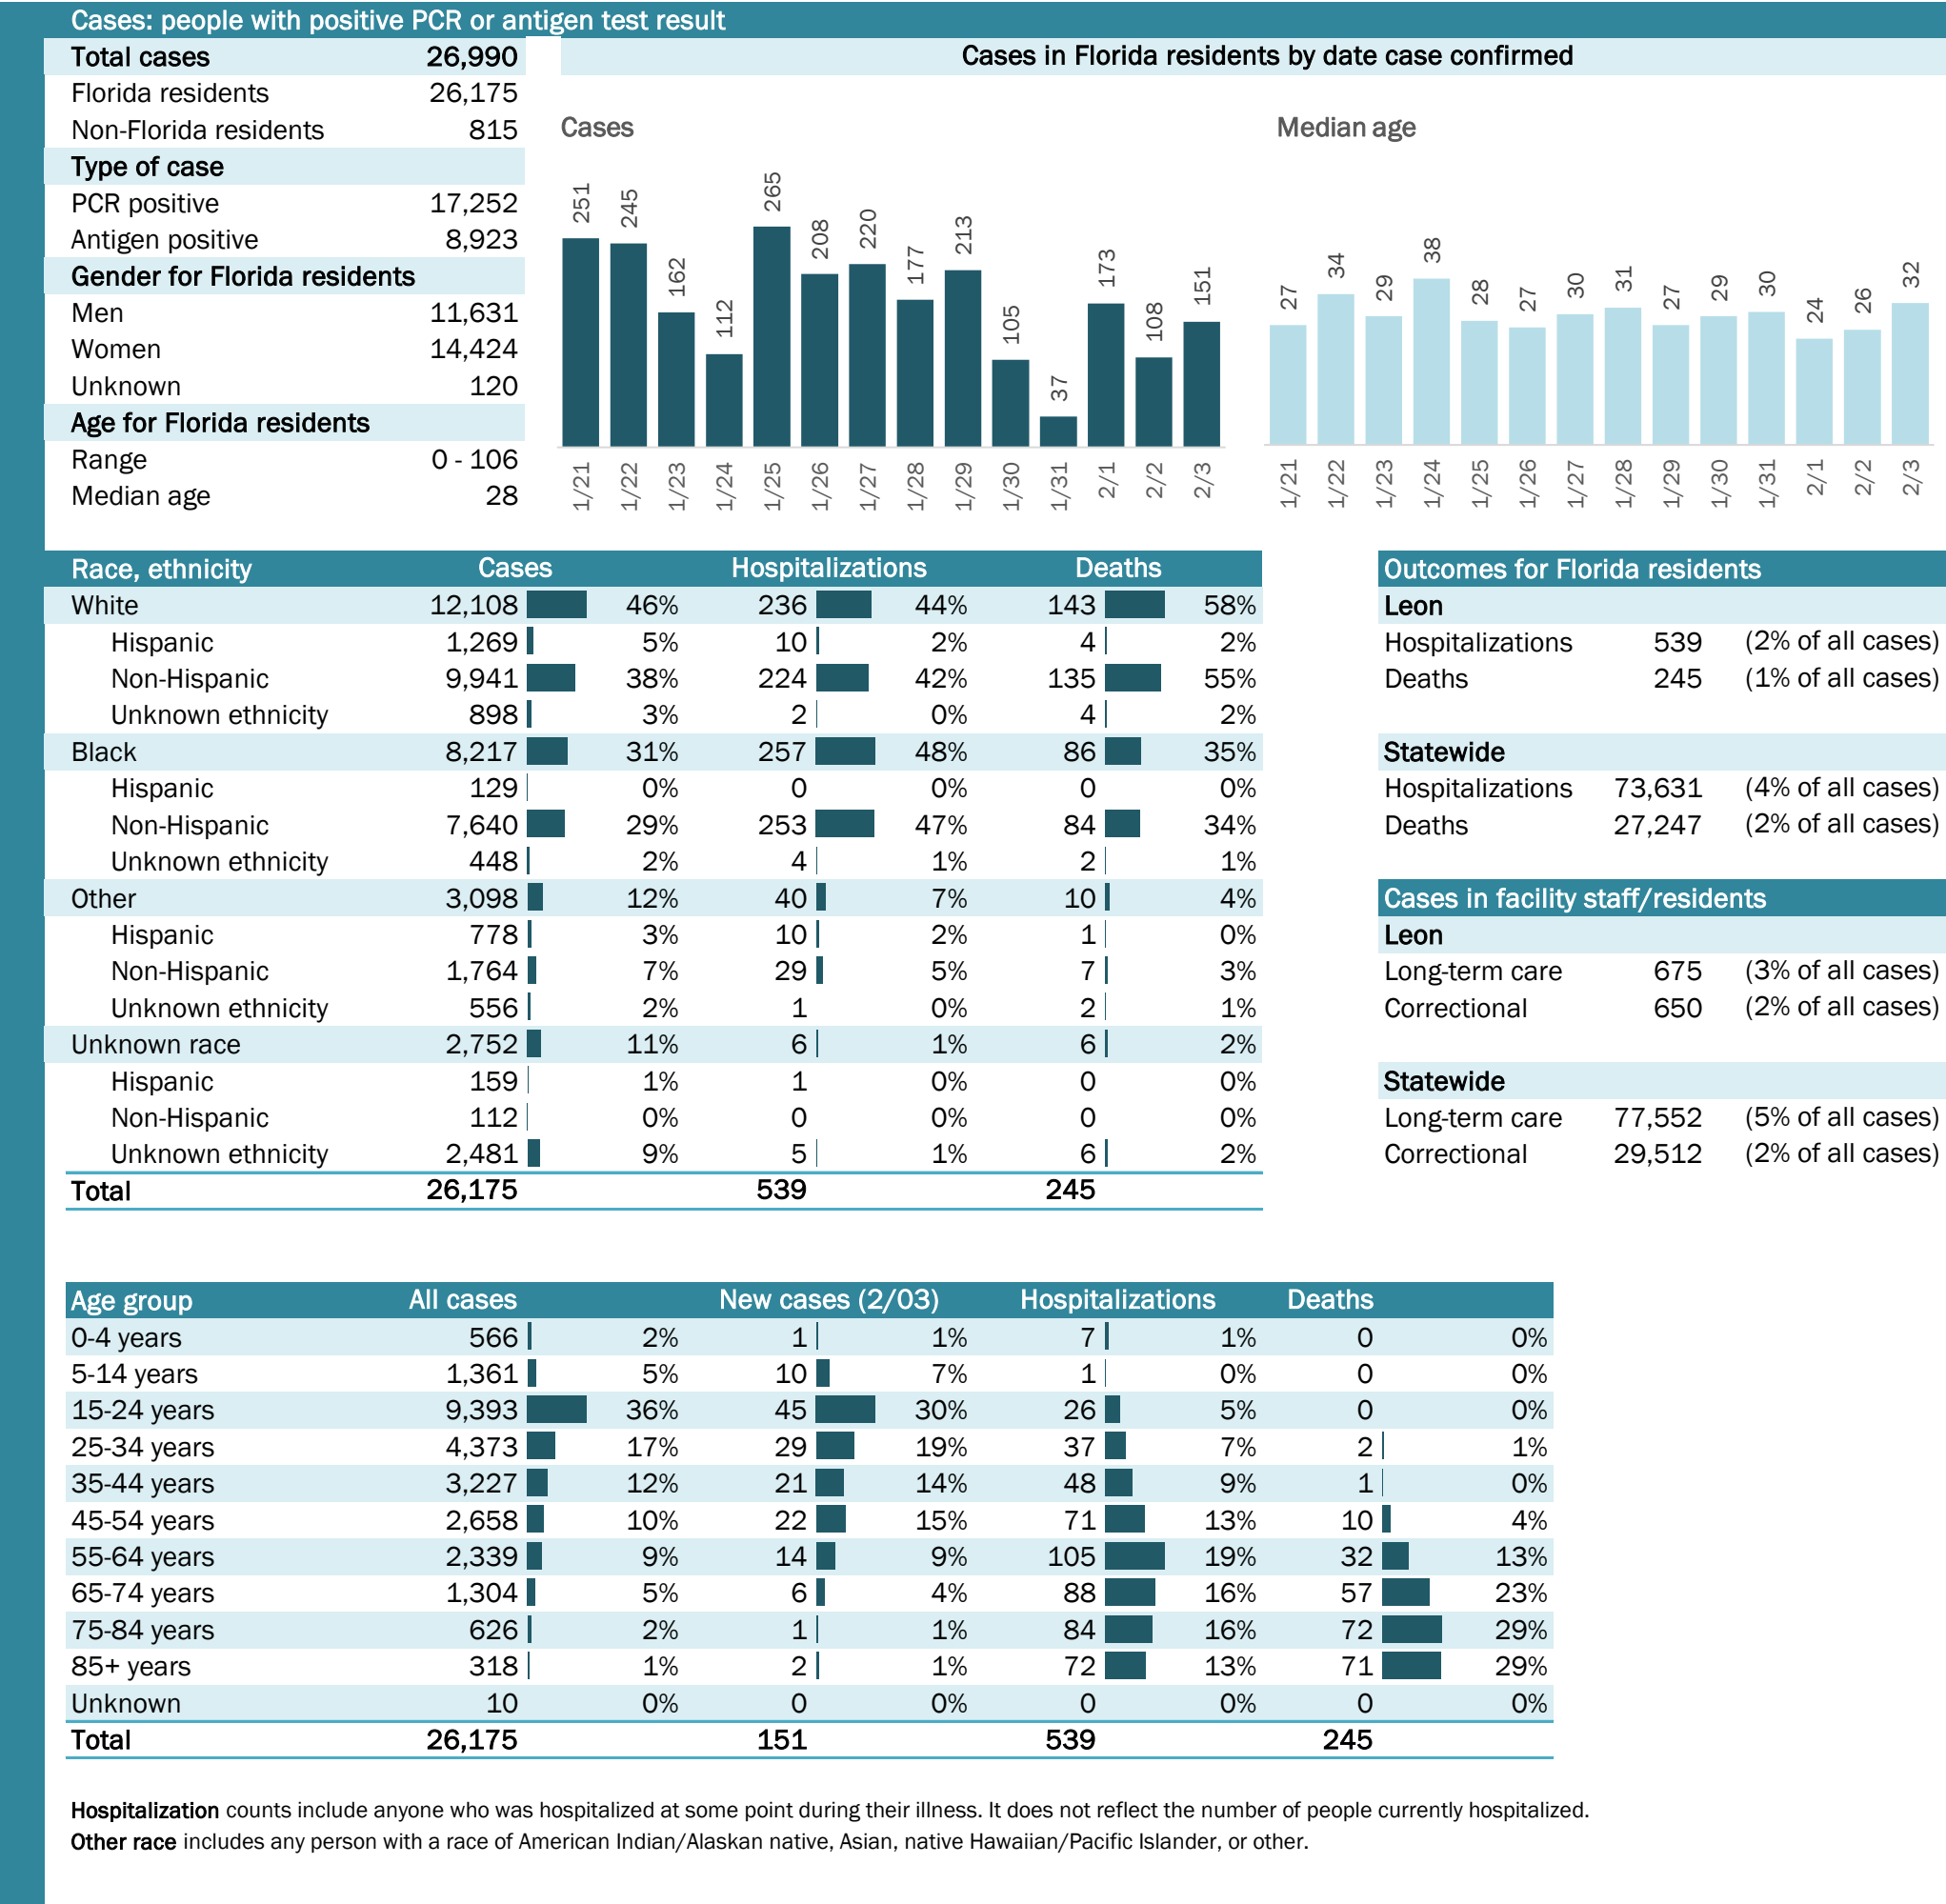 Cases: people with positive PCR or antigen test result
Total cases 26,990
Florida residents 26,175
Non-Florida residents 815
Type of case
PCR positive 17,252
Antigen positive 8,923
Gender for Florida residents
Men 11,631
Women 14,424
Unknown 120
Age for Florida residents
Range 0 - 106
Median age 28
Cases in Florida residents by date case confirmed
Cases
251 245 162 112 265 208 220 177 213 105 37 173 108 151
1/21 1/22 1/23 1/24 1/25 1/26 1/27 1/28 1/29 1/30 1/31 2/1 2/2 2/3
Median age
27 34 29 38 28 27 30 31 27 29 30 24 26 32
1/21 1/22 1/23 1/24 1/25 1/26 1/27 1/28 1/29 1/30 1/31 2/1 2/2 2/3
Race, ethnicity Cases Hospitalizations Deaths
White 12,108 46% 236 44% 143 58%
Hispanic 1,269 5% 10 2% 4 2%
Non-Hispanic 9,941 38% 224 42% 135 55%
Unknown ethnicity 898 3% 2 0% 4 2%
Black 8,217 31% 257 48% 86 35%
Hispanic 129 0% 0 0% 0 0%
Non-Hispanic 7,640 29% 253 47% 84 34%
Unknown ethnicity 448 2% 4 1% 2 1%
Other 3,098 12% 40 7% 10 4%
Hispanic 778 3% 10 2% 1 0%
Non-Hispanic 1,764 7% 29 5% 7 3%
Unknown ethnicity 556 2% 1 0% 2 1%
Unknown race 2,752 11% 6 1% 6 2%
Hispanic 159 1% 1 0% 0 0%
Non-Hispanic 112 0% 0 0% 0 0%
Unknown ethnicity 2,481 9% 5 1% 6 2%
Total 26,175 539 245
Outcomes for Florida residents
Leon
Hospitalizations 539 (2% of all cases)
Deaths 245 (1% of all cases)
Statewide
Hospitalizations 73,631 (4% of all cases)
Deaths 27,247 (2% of all cases)
Cases in facility staff/residents
Leon
Long-term care 675 (3% of all cases)
Correctional 650 (2% of all cases)
Statewide
Long-term care 77,552 (5% of all cases)
Correctional 29,512 (2% of all cases)
Age group All cases New cases (2/03) Hospitalizations Deaths
0-4 years 566 2% 1 1% 7 1% 0 0%
5-14 years 1,361 5% 10 7% 1 0% 0 0%
15-24 years 9,393 36% 45 30% 26 5% 0 0%
25-34 years 4,373 17% 29 19% 37 7% 2 1%
35-44 years 3,227 12% 21 14% 48 9% 1 0%
45-54 years 2,658 10% 22 15% 71 13% 10 4%
55-64 years 2,339 9% 14 9% 105 19% 32 13%
65-74 years 1,304 5% 6 4% 88 16% 57 23%
75-84 years 626 2% 1 1% 84 16% 72 29%
85+ years 318 1% 2 1% 72 13% 71 29%
Unknown 10 0% 0 0% 0 0% 0 0%
Total 26,175 151 539 245
Hospitalization counts include anyone who was hospitalized at some point during their illness. It does not reflect the number of people currently hospitalized.
Other race includes any person with a race of American Indian/Alaskan native, Asian, native Hawaiian/Pacific Islander, or other.